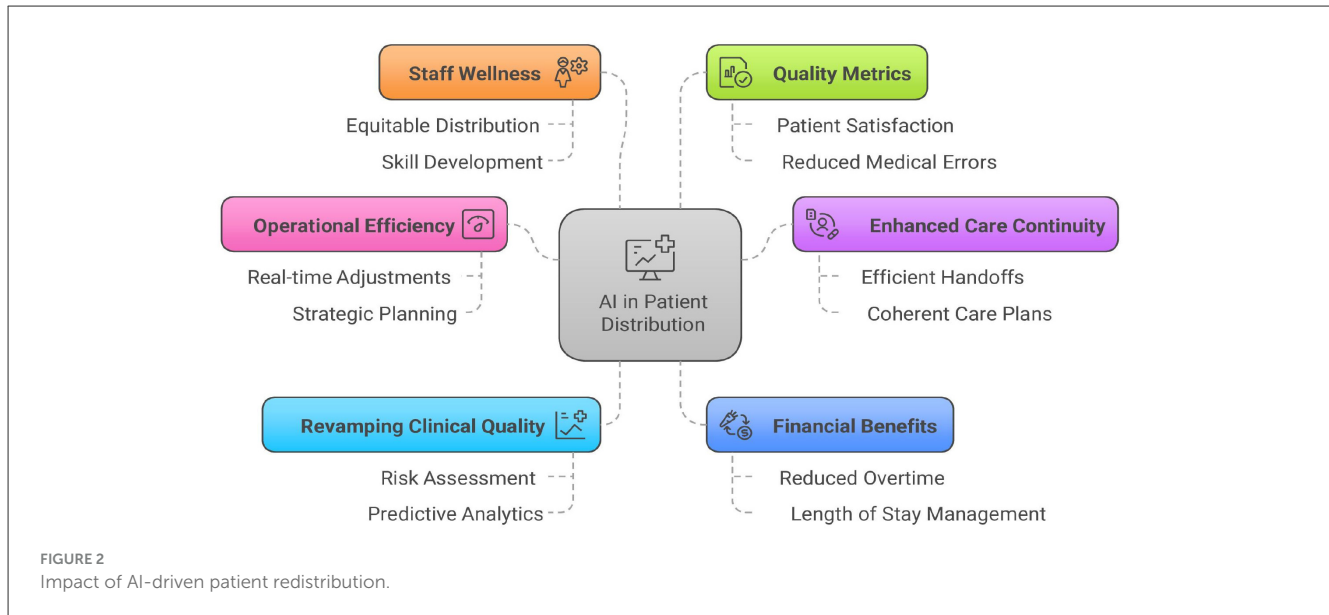 Staff Wellness
Equitable Distribution
Skill Development
Quality Metrics
Patient Satisfaction
Reduced Medical Errors
Operational Efficiency
Real-time Adjustments
Strategic Planning
AI in Patient
Distribution
Enhanced Care Continuity
Efficient Handoffs
Coherent Care Plans
Revamping Clinical Quality
Risk Assessment
Predictive Analytics
Financial Benefits
Reduced Overtime
Length of Stay Management
FIGURE 2
Impact of AI-driven patient redistribution.